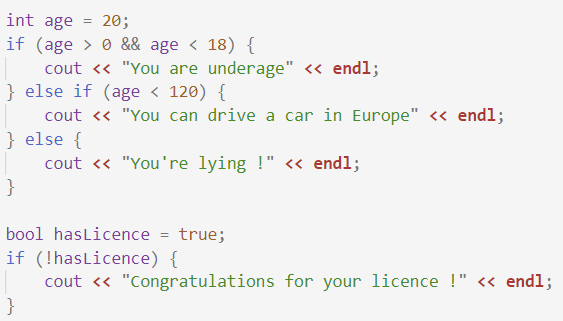 int age = 20;
if (age > 0 && age < 18) {
    cout << "You are underage" << endl;
} else if (age < 120) {
    cout << "You can drive a car in Europe" << endl;
} else {
    cout << "You're lying !" << endl;
}

bool hasLicence = true;
if (!hasLicence) {
    cout << "Congratulations for your licence !" << endl;
}